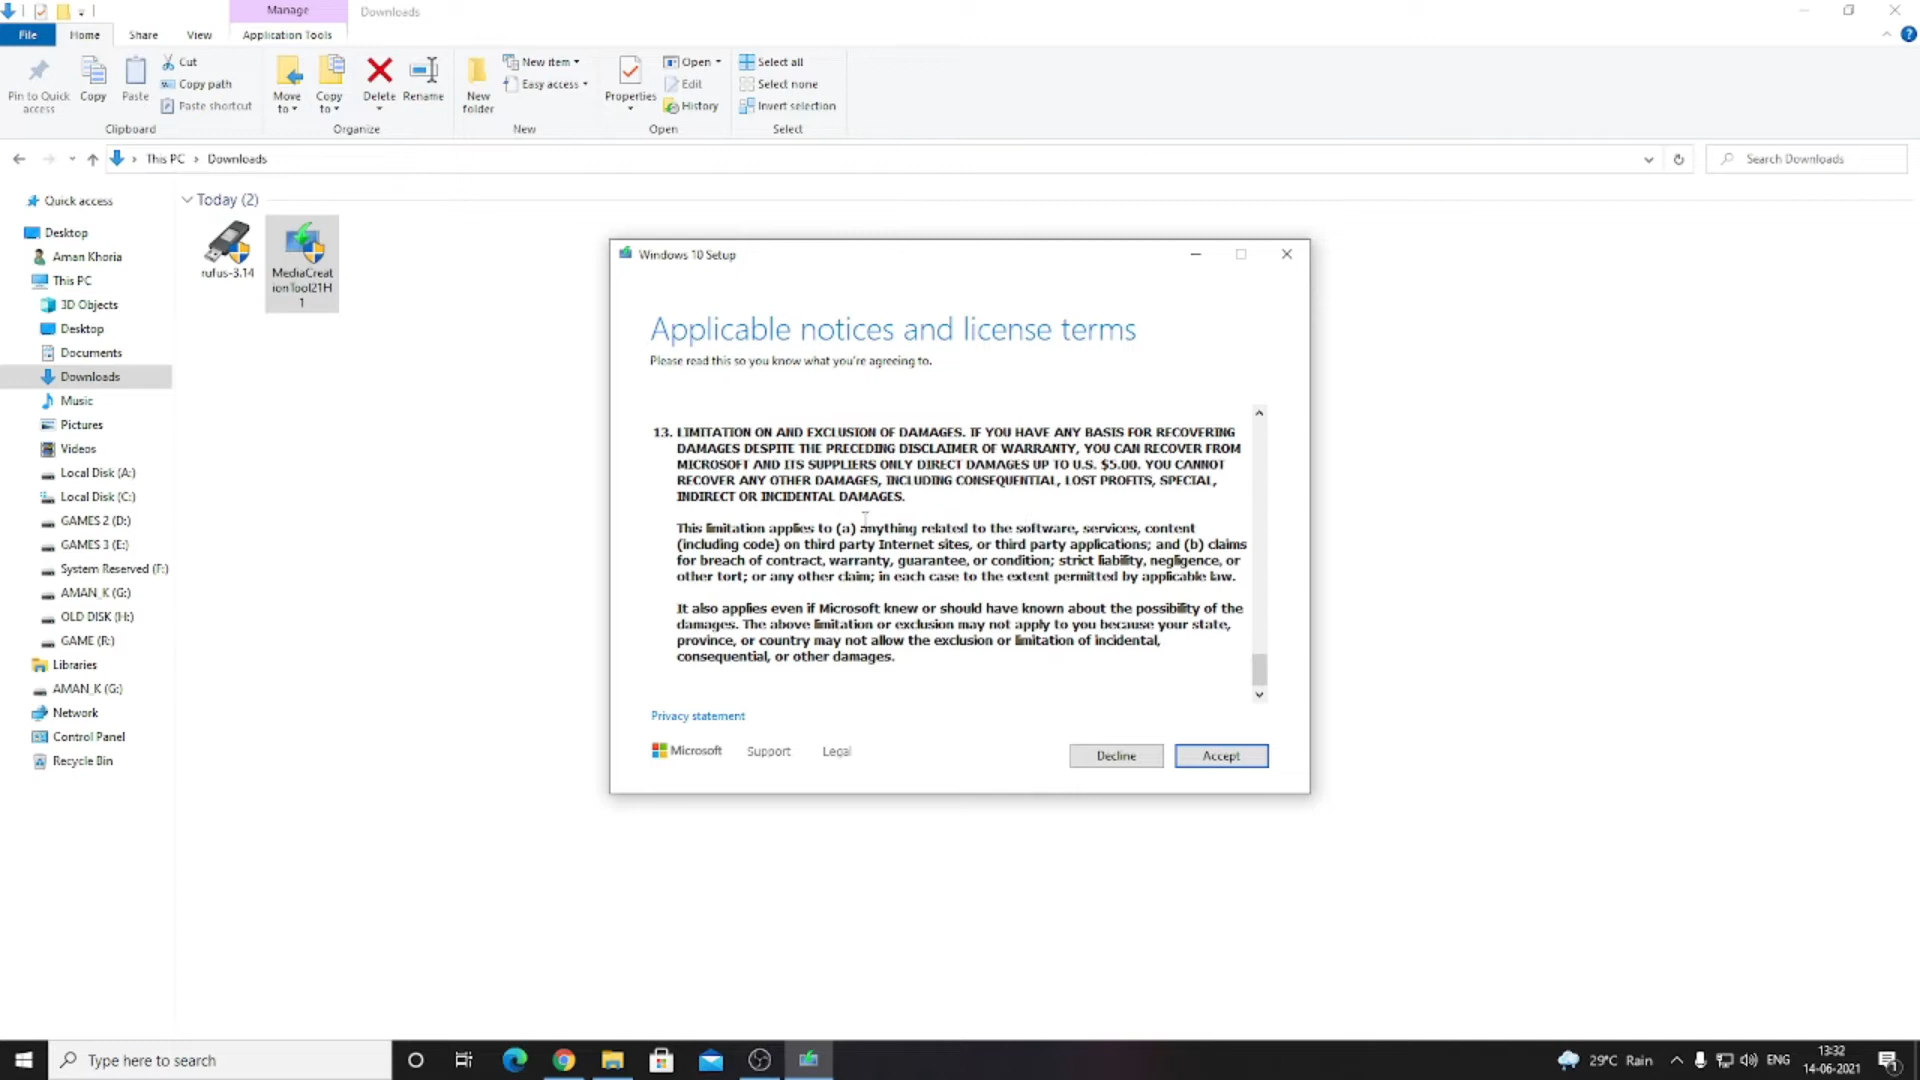 Manage
Downloads
File
Home
Share
View
Application Tools
Pin to Quick access
Copy
Paste
Cut
Copy path
Paste shortcut
Clipboard
Move to
Copy to
Delete
Rename
Organize
New folder
New item
Easy access
New
Properties
Open
Edit
History
Open
Select all
Select none
Invert selection
Select
This PC
Downloads
Search Downloads
Quick access
Desktop
Aman Khoria
This PC
3D Objects
Desktop
Documents
Downloads
Music
Pictures
Videos
Local Disk (A:)
Local Disk (C:)
GAMES 2 (D:)
GAMES 3 (E:)
System Reserved (F:)
AMAN_K (G:)
OLD DISK (H:)
GAME (R:)
Libraries
AMAN_K (G:)
Network
Control Panel
Recycle Bin
Today (2)
rufus-3.14
MediaCreat
ionTool21H
1
Windows 10 Setup
Applicable notices and license terms
Please read this so you know what you're agreeing to.
13. LIMITATION ON AND EXCLUSION OF DAMAGES. IF YOU HAVE ANY BASIS FOR RECOVERING
DAMAGES DESPITE THE PRECEDING DISCLAIMER OF WARRANTY, YOU CAN RECOVER FROM
MICROSOFT AND ITS SUPPLIERS ONLY DIRECT DAMAGES UP TO U.S. $5.00. YOU CANNOT
RECOVER ANY OTHER DAMAGES, INCLUDING CONSEQUENTIAL, LOST PROFITS, SPECIAL,
INDIRECT OR INCIDENTAL DAMAGES.
This limitation applies to (a) anything related to the software, services, content
(including code) on third party Internet sites, or third party applications; and (b) claims
for breach of contract, warranty, guarantee, or condition; strict liability, negligence, or
other tort; or any other claim; in each case to the extent permitted by applicable law.
It also applies even if Microsoft knew or should have known about the possibility of the
damages. The above limitation or exclusion may not apply to you because your state,
province, or country may not allow the exclusion or limitation of incidental,
consequential, or other damages.
Privacy statement
Microsoft
Support
Legal
Decline
Accept
Type here to search
29°C Rain
ENG
13:32
14-06-2021
1